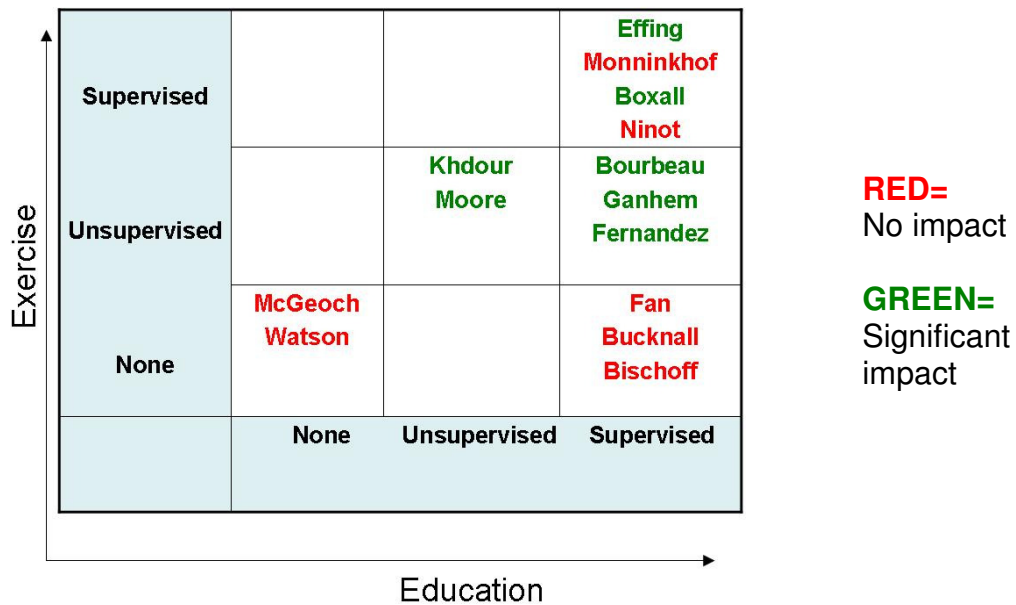 Exercise
Supervised
Effing
Monninkhof
Boxall
Ninot
Unsupervised
Khdour
Moore
Bourbeau
Ganhem
Fernandez
None
McGeoch
Watson
Fan
Bucknall
Bischoff
None
Unsupervised
Supervised
Education
RED=
No impact
GREEN=
Significant
impact